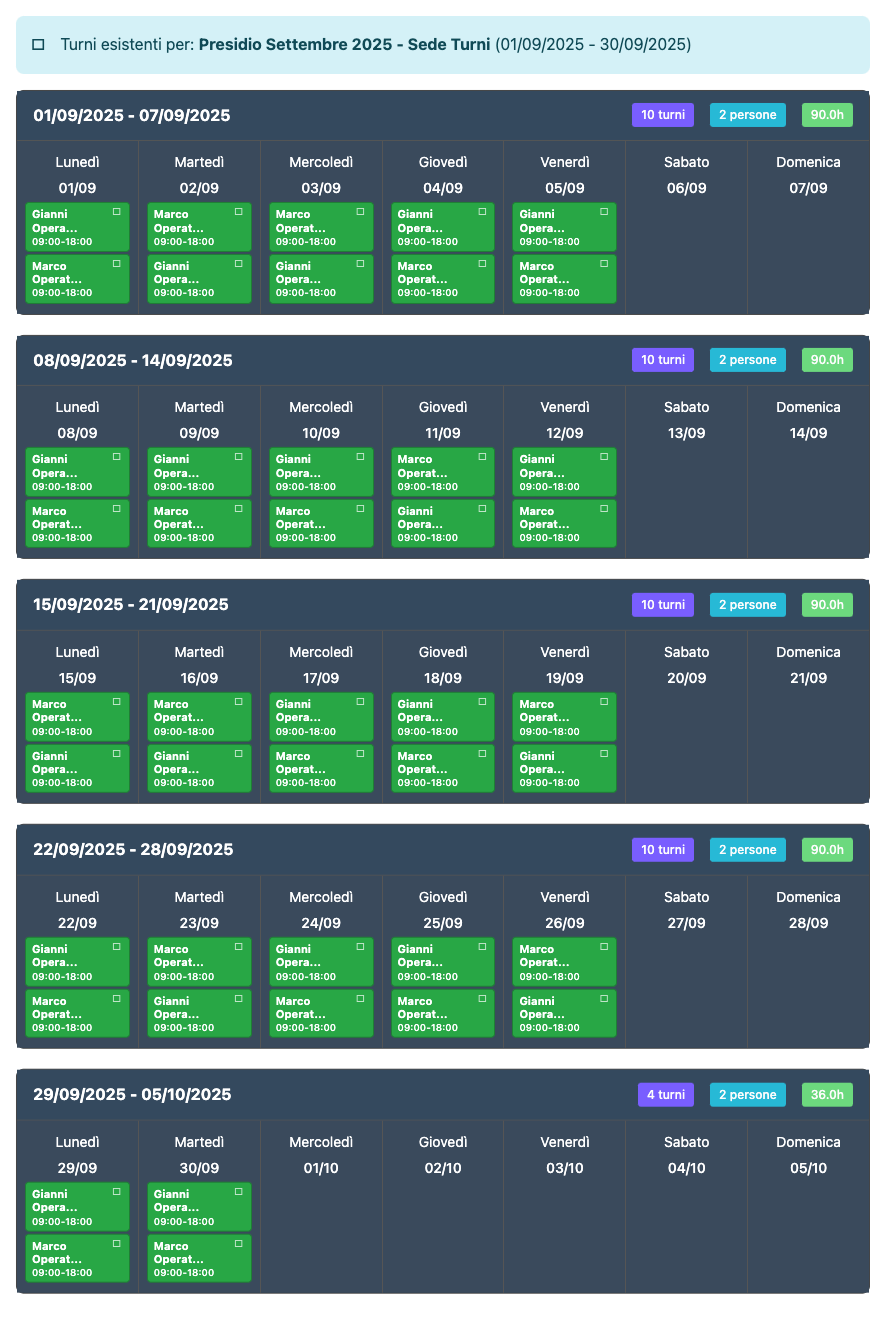 Turni esistenti per: Presidio Settembre 2025 - Sede Turni (01/09/2025 - 30/09/2025)
01/09/2025 - 07/09/2025 10 turni 2 persone 90.0h
Lunedì Martedì Mercoledì Giovedì Venerdì Sabato Domenica
01/09 02/09 03/09 04/09 05/09 06/09 07/09
Gianni Marco Marco Gianni Gianni
Opera... Operat... Operat... Opera... Opera...
09:00-18:00 09:00-18:00 09:00-18:00 09:00-18:00 09:00-18:00
Marco Gianni Gianni Marco Marco
Operat... Opera... Opera... Operat... Operat...
09:00-18:00 09:00-18:00 09:00-18:00 09:00-18:00 09:00-18:00
08/09/2025 - 14/09/2025 10 turni 2 persone 90.0h
Lunedì Martedì Mercoledì Giovedì Venerdì Sabato Domenica
08/09 09/09 10/09 11/09 12/09 13/09 14/09
Gianni Gianni Gianni Marco Gianni
Opera... Opera... Opera... Operat... Opera...
09:00-18:00 09:00-18:00 09:00-18:00 09:00-18:00 09:00-18:00
Marco Marco Marco Gianni Marco
Operat... Operat... Operat... Opera... Operat...
09:00-18:00 09:00-18:00 09:00-18:00 09:00-18:00 09:00-18:00
15/09/2025 - 21/09/2025 10 turni 2 persone 90.0h
Lunedì Martedì Mercoledì Giovedì Venerdì Sabato Domenica
15/09 16/09 17/09 18/09 19/09 20/09 21/09
Marco Marco Gianni Gianni Marco
Operat... Operat... Opera... Opera... Operat...
09:00-18:00 09:00-18:00 09:00-18:00 09:00-18:00 09:00-18:00
Gianni Gianni Marco Marco Gianni
Opera... Opera... Operat... Operat... Opera...
09:00-18:00 09:00-18:00 09:00-18:00 09:00-18:00 09:00-18:00
22/09/2025 - 28/09/2025 10 turni 2 persone 90.0h
Lunedì Martedì Mercoledì Giovedì Venerdì Sabato Domenica
22/09 23/09 24/09 25/09 26/09 27/09 28/09
Gianni Marco Gianni Gianni Marco
Opera... Operat... Opera... Opera... Operat...
09:00-18:00 09:00-18:00 09:00-18:00 09:00-18:00 09:00-18:00
Marco Gianni Marco Marco Gianni
Operat... Opera... Operat... Operat... Opera...
09:00-18:00 09:00-18:00 09:00-18:00 09:00-18:00 09:00-18:00
29/09/2025 - 05/10/2025 4 turni 2 persone 36.0h
Lunedì Martedì Mercoledì Giovedì Venerdì Sabato Domenica
29/09 30/09 01/10 02/10 03/10 04/10 05/10
Gianni Gianni
Opera... Opera...
09:00-18:00 09:00-18:00
Marco Marco
Operat... Operat...
09:00-18:00 09:00-18:00